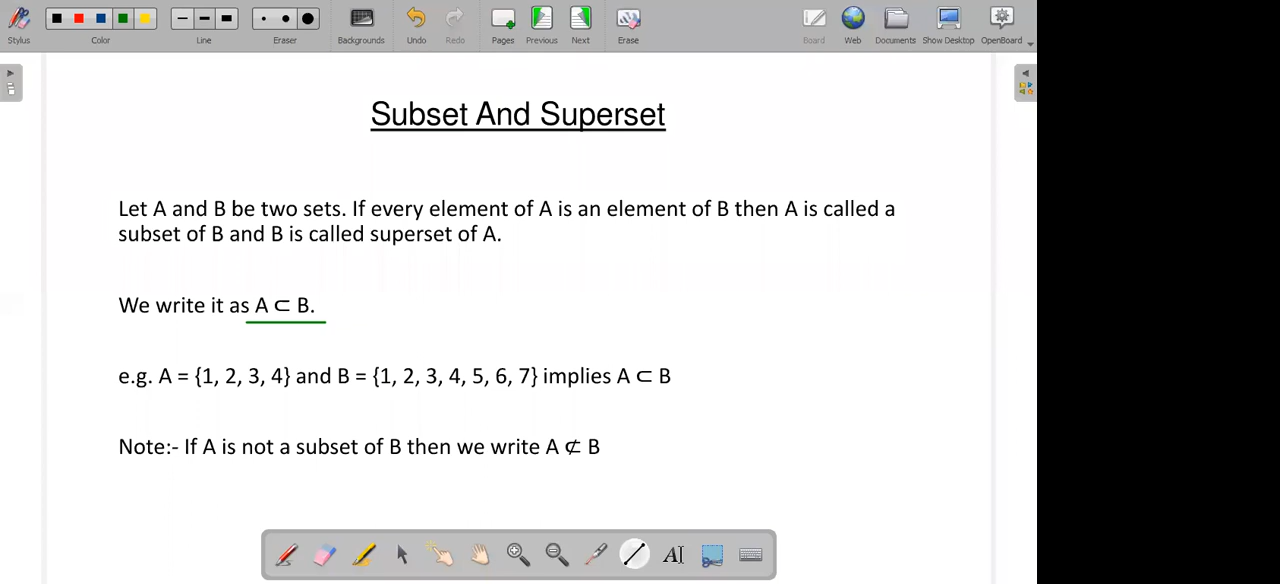 Stylus Color Line Eraser Backgrounds Undo Redo Pages Previous Next Erase Board Web Documents Show Desktop OpenBoard
Subset And Superset
Let A and B be two sets. If every element of A is an element of B then A is called a
subset of B and B is called superset of A.
We write it as A ⊂ B.
e.g. A = {1, 2, 3, 4} and B = {1, 2, 3, 4, 5, 6, 7} implies A ⊂ B
Note:- If A is not a subset of B then we write A ⊄ B